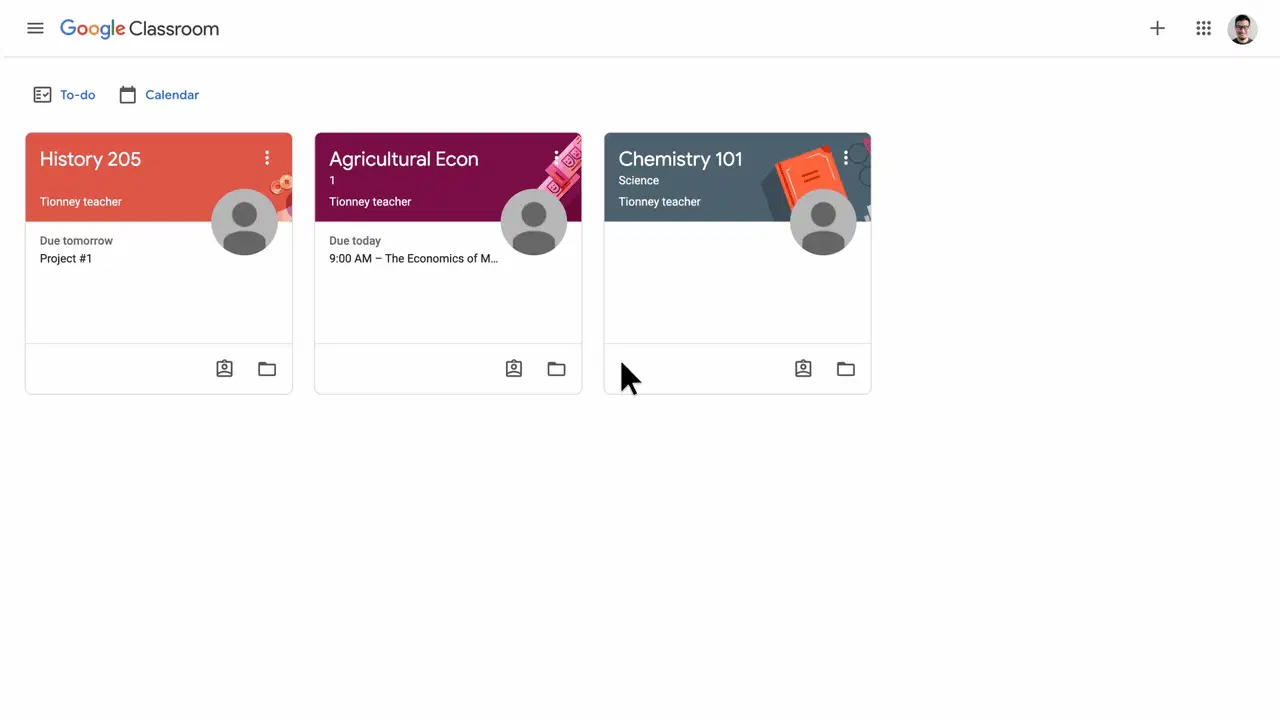 Google Classroom
To-do
Calendar
History 205
Tionney teacher
Due tomorrow
Project #1
Agricultural Econ
1
Tionney teacher
Due today
9:00 AM – The Economics of M...
Chemistry 101
Science
Tionney teacher